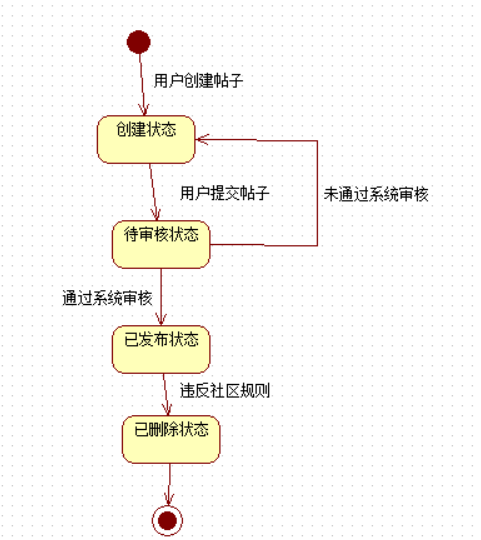 用户创建帖子
创建状态
用户提交帖子
未通过系统审核
待审核状态
通过系统审核
已发布状态
违反社区规则
已删除状态